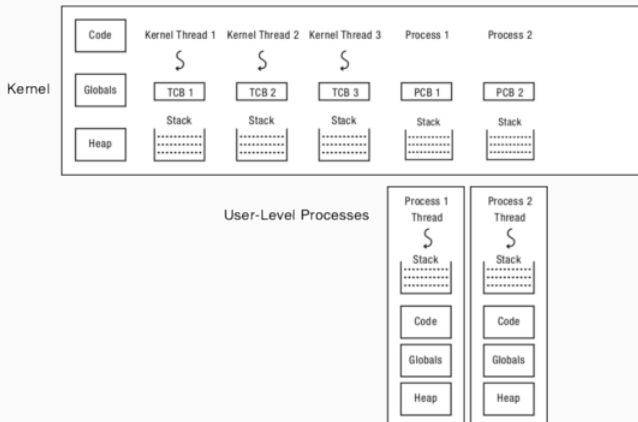 Kernel
Code
Globals
Heap
Kernel Thread 1
TCB 1
Stack
Kernel Thread 2
TCB 2
Stack
Kernel Thread 3
TCB 3
Stack
Process 1
PCB 1
Stack
Process 2
PCB 2
Stack
User-Level Processes
Process 1
Thread
Stack
Code
Globals
Heap
Process 2
Thread
Stack
Code
Globals
Heap